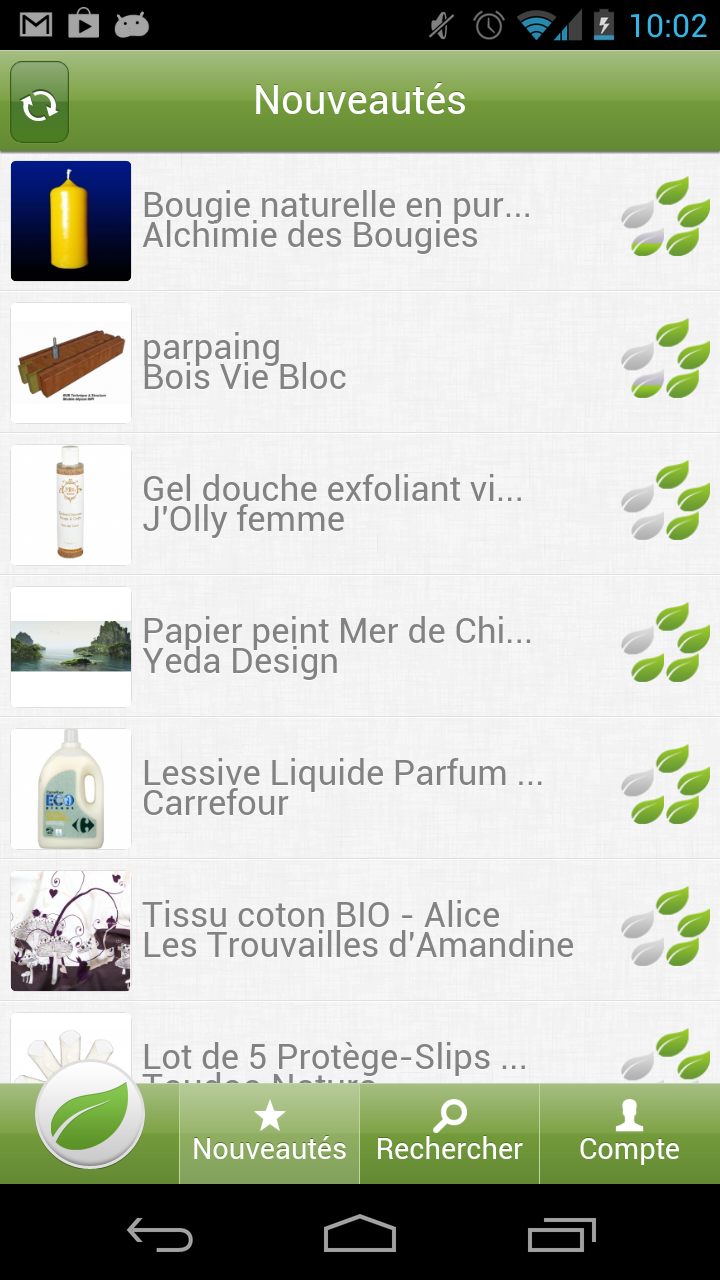 10:02
Nouveautés
Bougie naturelle en pur...
Alchimie des Bougies
parpaing
Bois Vie Bloc
Gel douche exfoliant vi...
J'Olly femme
Papier peint Mer de Chi...
Yeda Design
ECO
Lessive Liquide Parfum ...
Carrefour
Tissu coton BIO - Alice
Les Trouvailles d'Amandine
Lot de 5 Protège-Slips ...
Nouveautés
Rechercher
Compte